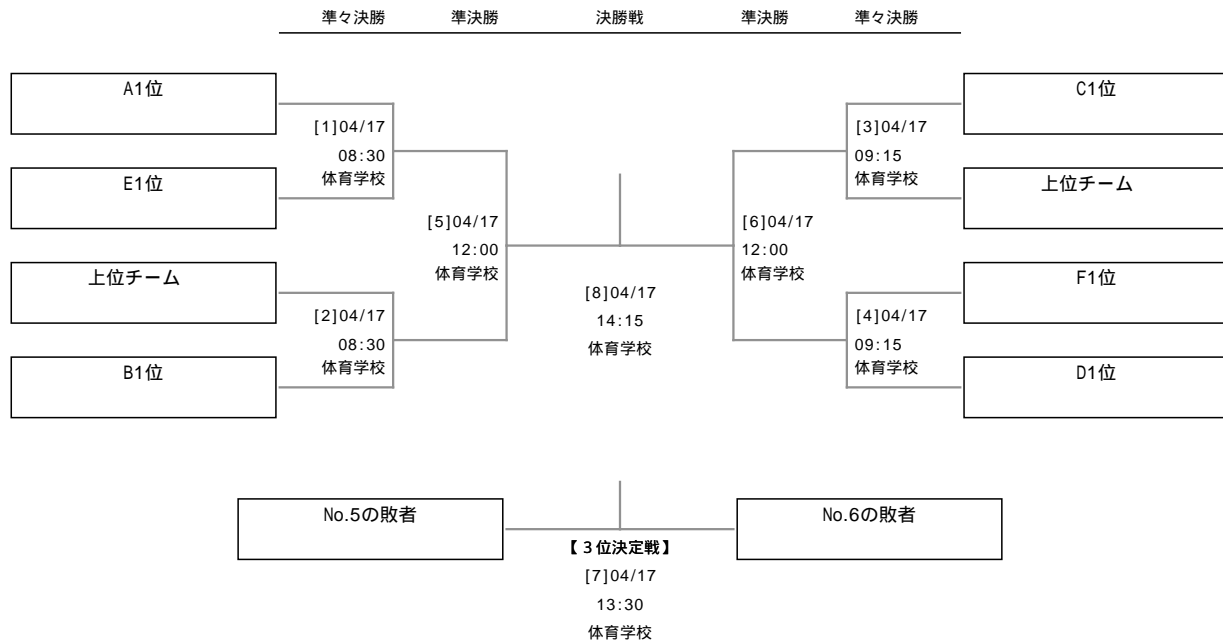 準々決勝 準決勝 決勝戦 準決勝 準々決勝
A1位
[1]04/17
08:30
体育学校
E1位
上位チーム
[2]04/17
08:30
体育学校
B1位
[5]04/17
12:00
体育学校
[8]04/17
14:15
体育学校
[6]04/17
12:00
体育学校
C1位
[3]04/17
09:15
体育学校
上位チーム
F1位
[4]04/17
09:15
体育学校
D1位
No.5の敗者
No.6の敗者
【３位決定戦】
[7]04/17
13:30
体育学校